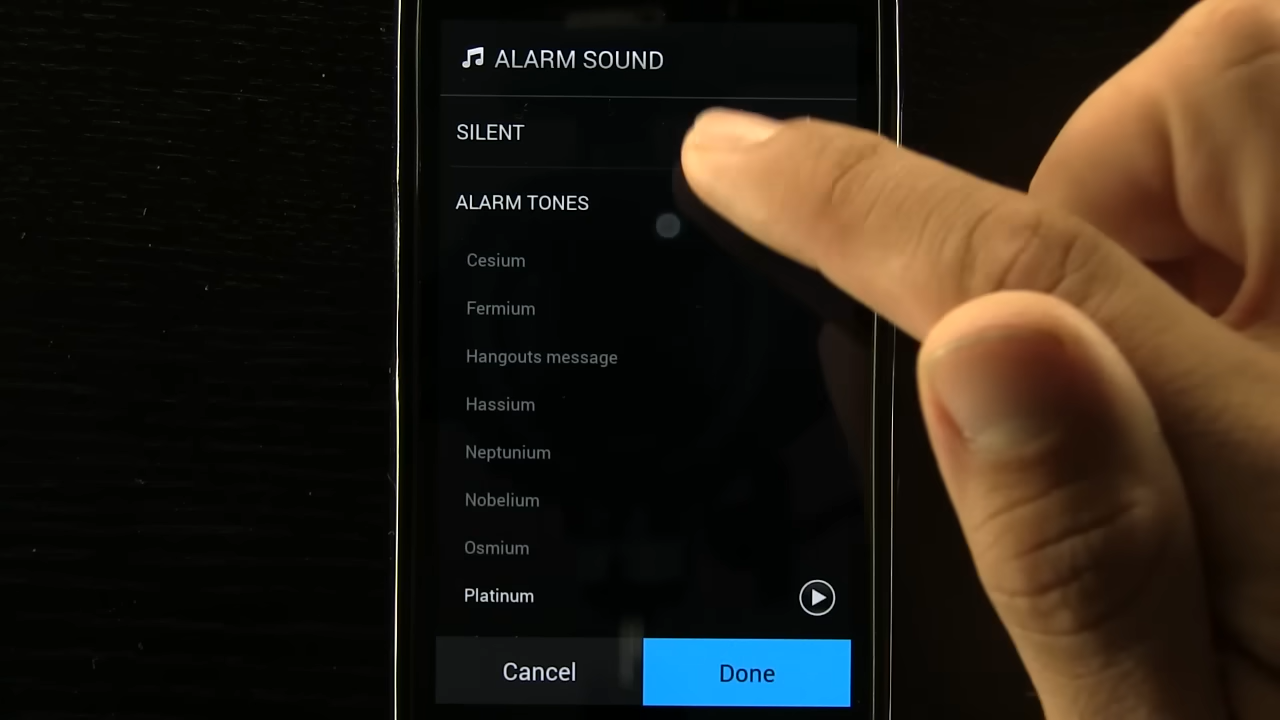 ALARM SOUND
SILENT
ALARM TONES
Cesium
Fermium
Hangouts message
Hassium
Neptunium
Nobelium
Osmium
Platinum
Cancel
Done